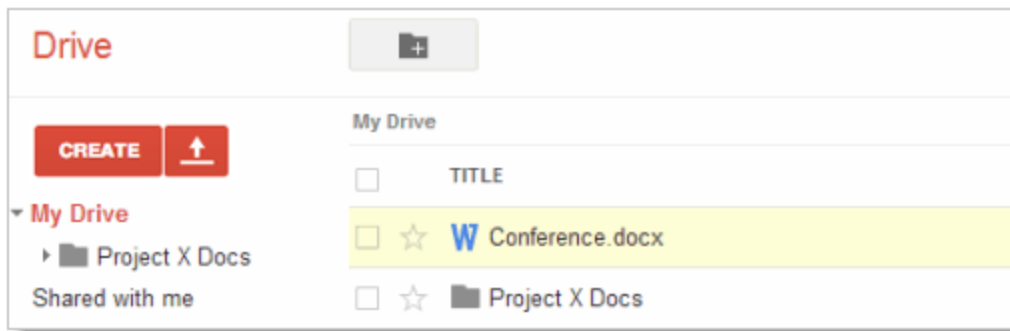 Drive
CREATE
My Drive
Project X Docs
Shared with me
My Drive
TITLE
Conference.docx
Project X Docs